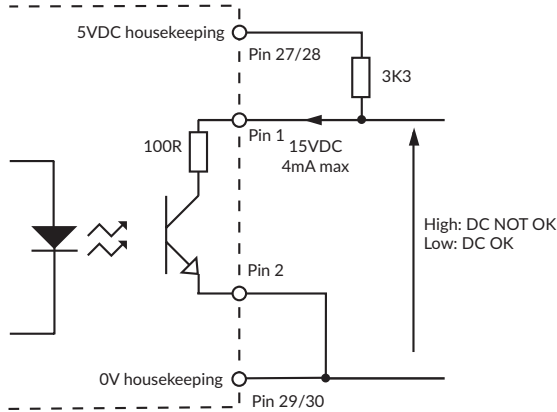 5VDC housekeeping
Pin 27/28
3K3
Pin 1
15VDC
4mA max
100R
High: DC NOT OK
Low: DC OK
Pin 2
0V housekeeping
Pin 29/30